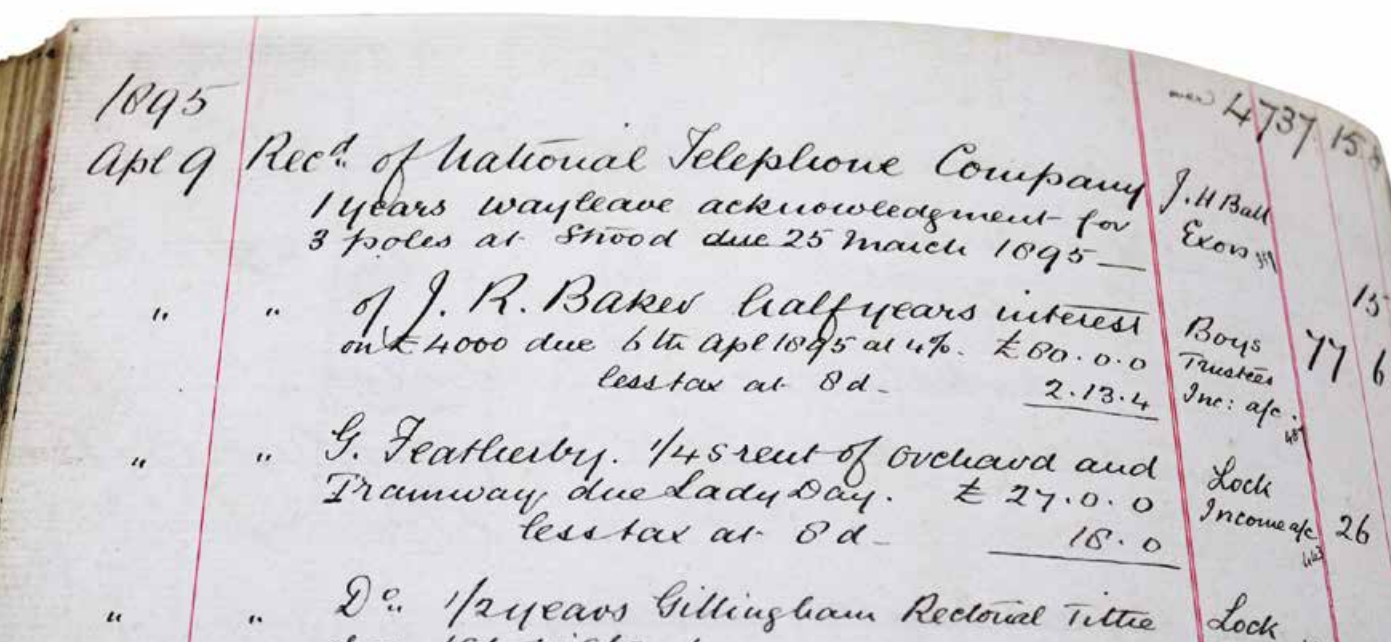 4737 15
1895
Apl 9 Recd. of National Telephone Company J. H Ball
1 years wayleave acknowledgment for Exors
3 poles at Strood due 25 March 1895 — 15
" " of J. R. Baker half years interest Boys 77 6
on £4000 due 6th Apl 1895 at 4%. £80.0.0 Trustees
less tax at 8d - 2.13.4 Inc: a/c.
" " G. Featherby. 1/4s rent of orchard and Lock
Tramway due Lady Day. £ 27.0.0 Income a/c 26
less tax at 8d - 18.0
" " Do. 1/2 years Gillingham Rectorial Tithe Lock